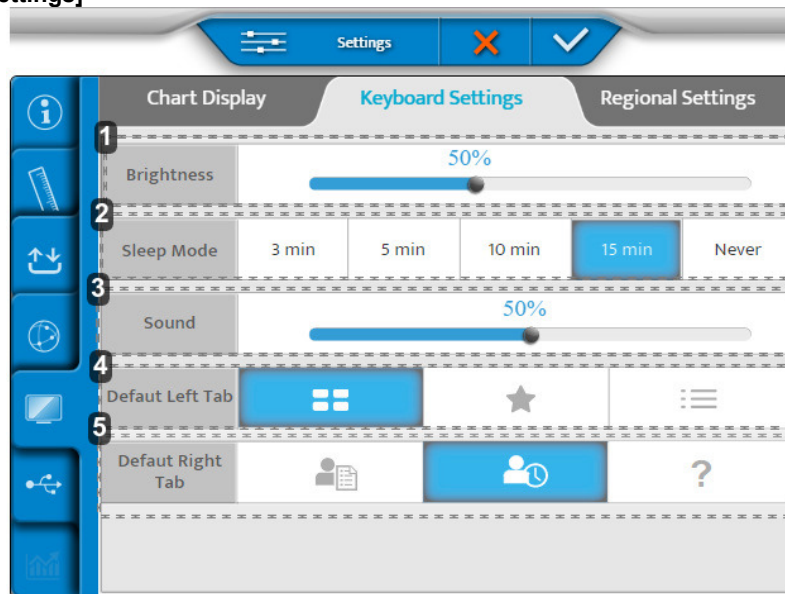 ettings]
Settings
Chart Display Keyboard Settings Regional Settings
1
50%
Brightness
2
Sleep Mode 3 min 5 min 10 min 15 min Never
3
50%
Sound
4
Defaut Left Tab
5
Defaut Right
Tab
?